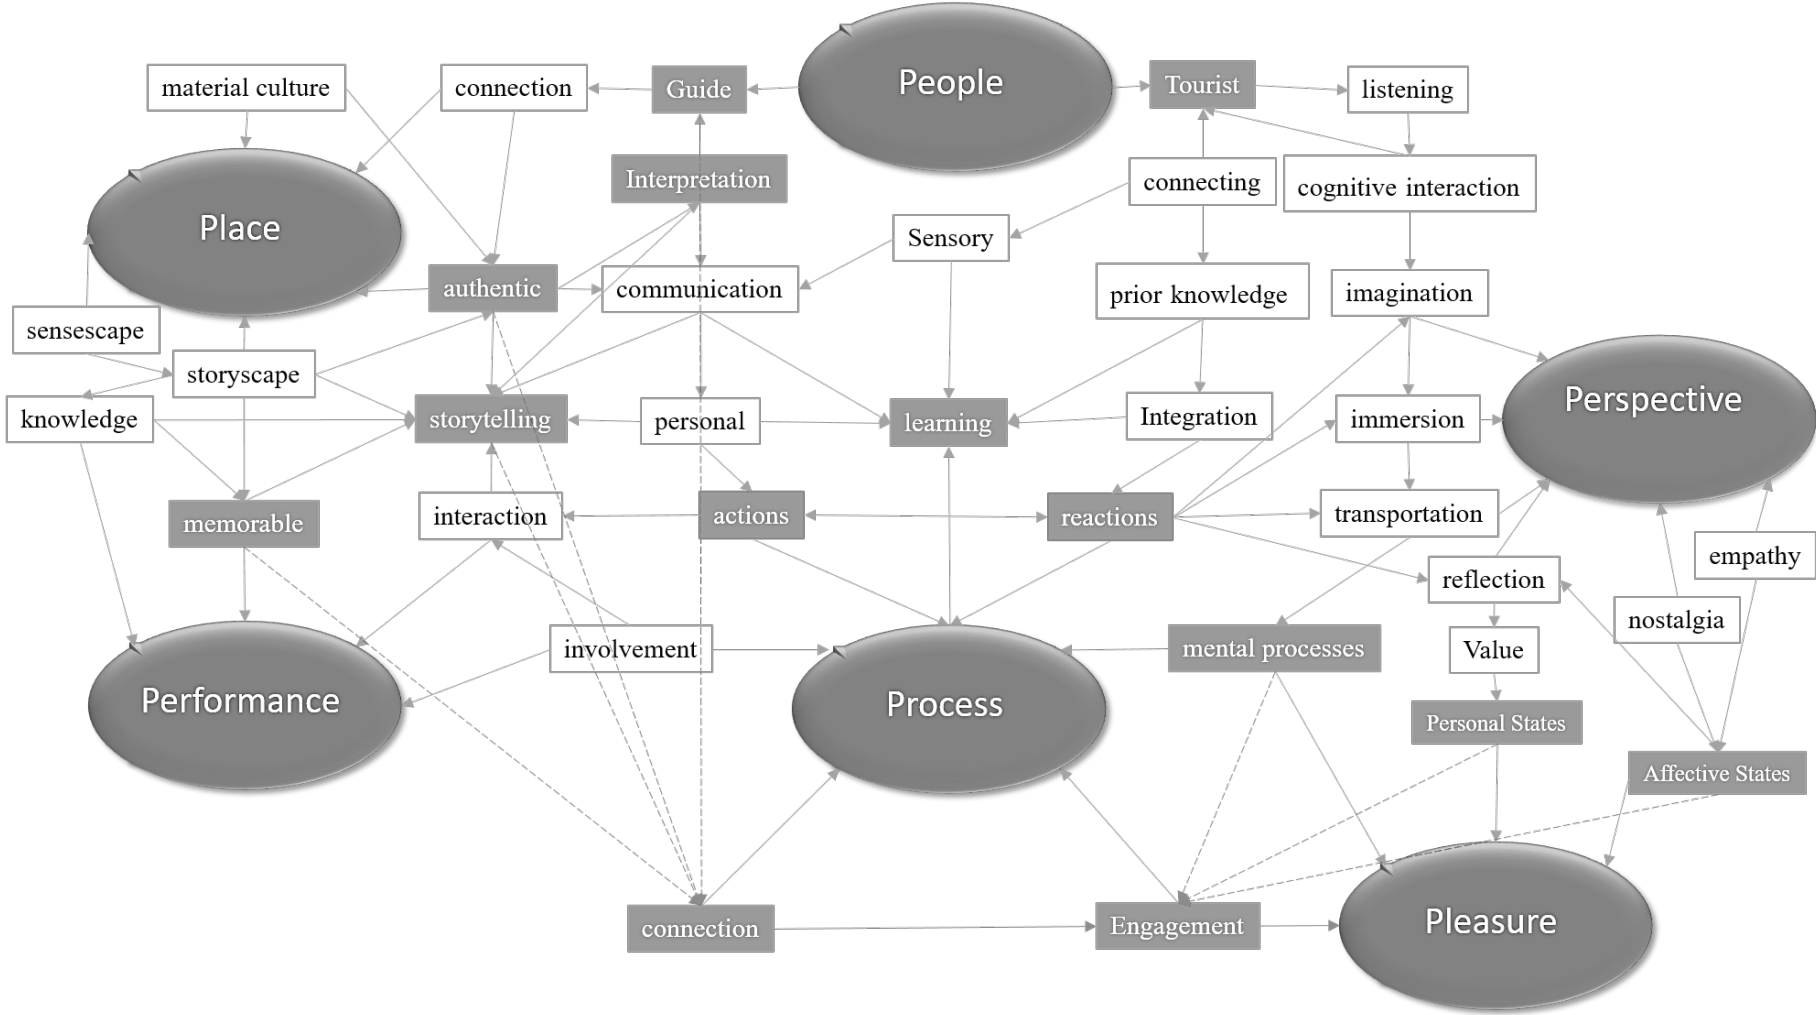 People
material culture
connection
Guide
Tourist
listening
Interpretation
connecting
cognitive interaction
Place
Sensory
authentic
communication
prior knowledge
imagination
sensescape
storyscape
Perspective
knowledge
storytelling
personal
learning
Integration
immersion
memorable
interaction
actions
reactions
transportation
empathy
reflection
nostalgia
involvement
mental processes
Value
Performance
Process
Personal States
Affective States
connection
Engagement
Pleasure